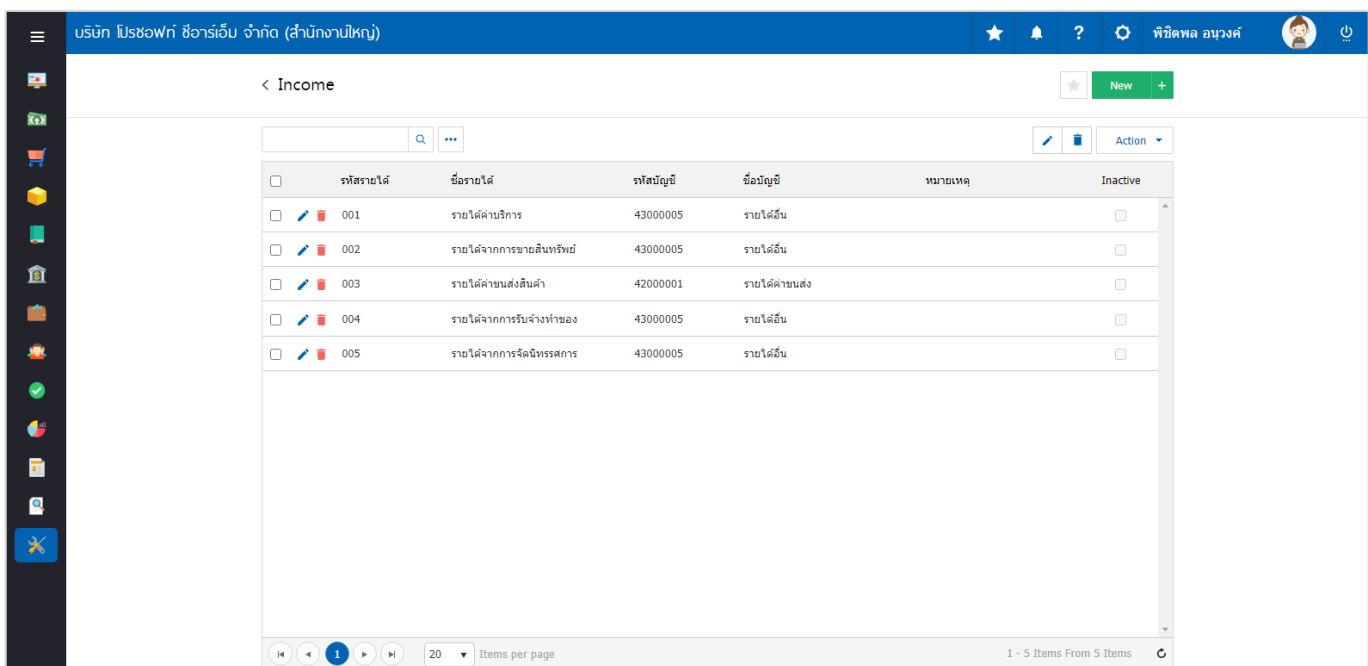 บริษัท โปรซอฟท์ ซีอาร์เอ็ม จำกัด (สำนักงานใหญ่) ? พิชิตพล อนุวงค์
< Income New +
Action
รหัสรายได้ ชื่อรายได้ รหัสบัญชี ชื่อบัญชี หมายเหตุ Inactive
001 รายได้ค่าบริการ 43000005 รายได้อื่น
002 รายได้จากการขายสินทรัพย์ 43000005 รายได้อื่น
003 รายได้ค่าขนส่งสินค้า 42000001 รายได้ค่าขนส่ง
004 รายได้จากการรับจ้างทำของ 43000005 รายได้อื่น
005 รายได้จากการจัดนิทรรศการ 43000005 รายได้อื่น
1 20 Items per page 1 - 5 Items From 5 Items